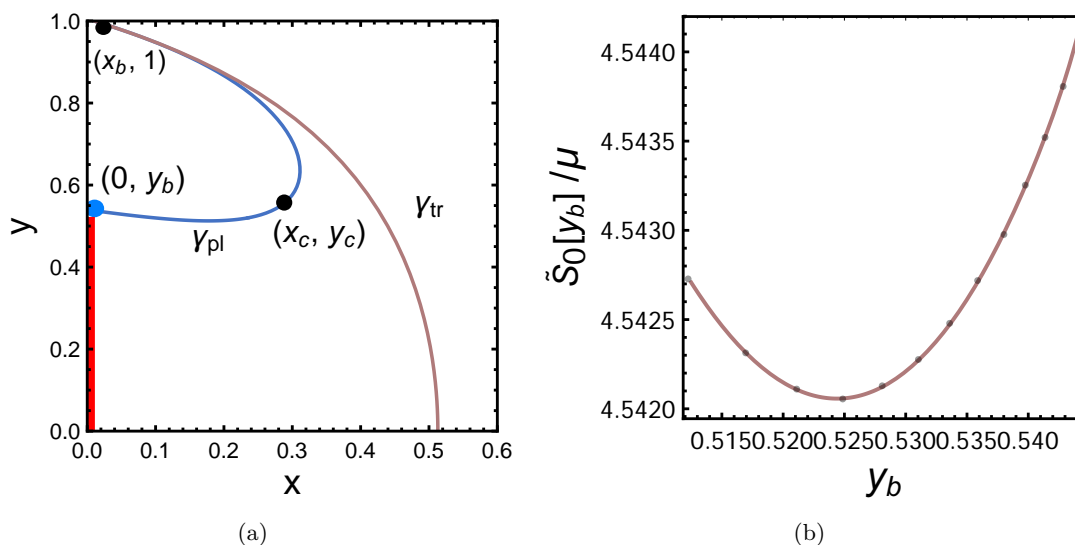 1.0
0.8
0.6
0.4
0.2
0.0
y
(x_b, 1)
(0, y_b)
γ_pl
(x_c, y_c)
γ_tr
0.0 0.1 0.2 0.3 0.4 0.5 0.6
x
(a)
4.5440
4.5435
4.5430
4.5425
4.5420
S̃_0[y_b] /μ
0.5150.5200.5250.5300.5350.540
y_b
(b)